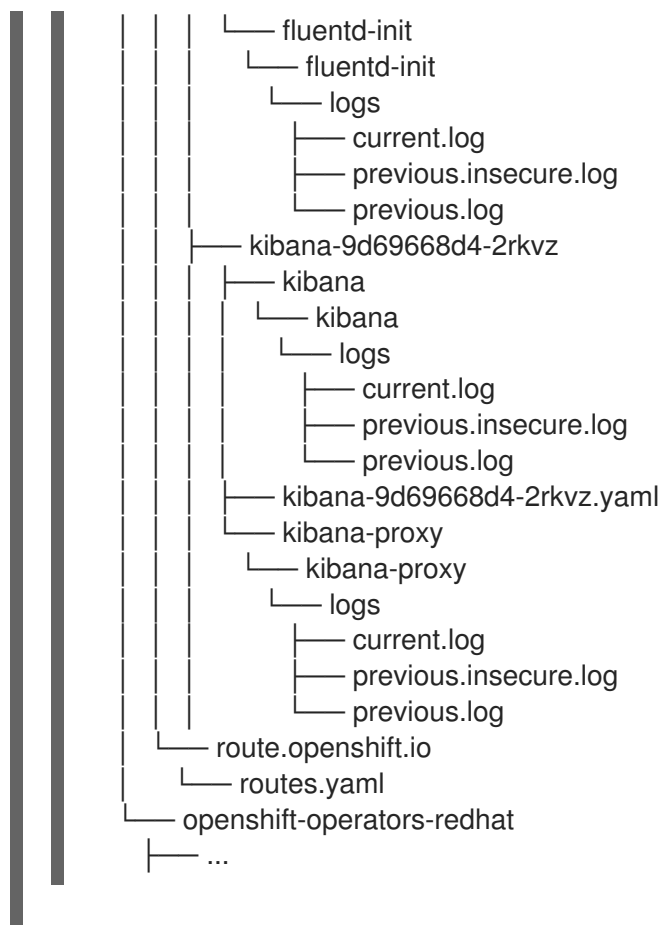 │ │ │ └── fluentd-init
│ │ │ └── fluentd-init
│ │ │ └── logs
│ │ │ ├── current.log
│ │ │ ├── previous.insecure.log
│ │ │ └── previous.log
│ │ ├── kibana-9d69668d4-2rkvz
│ │ │ ├── kibana
│ │ │ │ └── kibana
│ │ │ │ └── logs
│ │ │ │ ├── current.log
│ │ │ │ ├── previous.insecure.log
│ │ │ │ └── previous.log
│ │ │ ├── kibana-9d69668d4-2rkvz.yaml
│ │ │ └── kibana-proxy
│ │ │ └── kibana-proxy
│ │ │ └── logs
│ │ │ ├── current.log
│ │ │ ├── previous.insecure.log
│ │ │ └── previous.log
│ └── route.openshift.io
│ └── routes.yaml
└── openshift-operators-redhat
├── ...